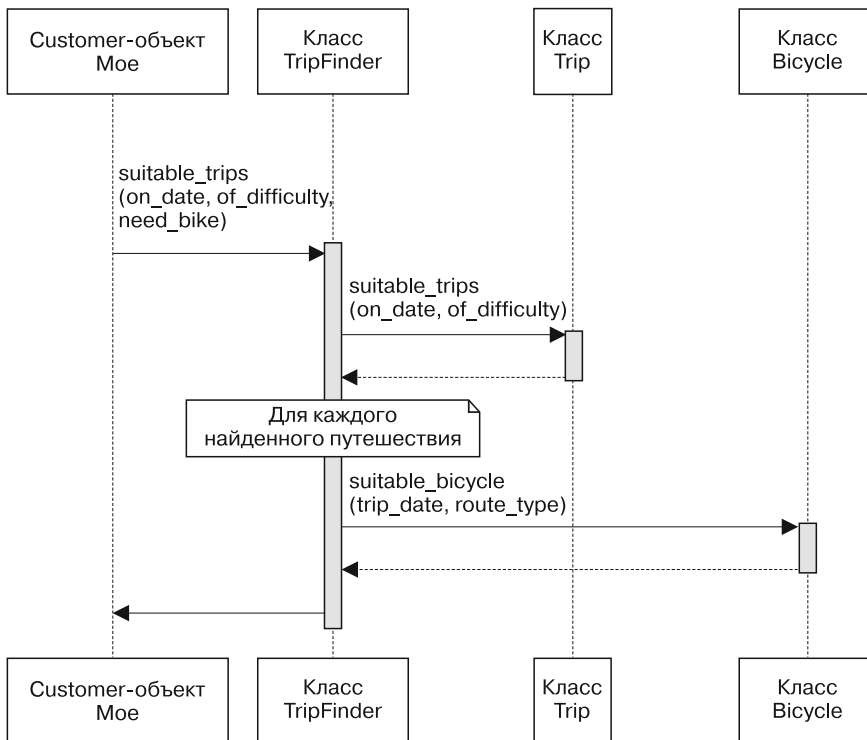 Customer-объект
Moe
Класс
TripFinder
Класс
Trip
Класс
Bicycle
suitable_trips
(on_date, of_difficulty,
need_bike)
suitable_trips
(on_date, of_difficulty)
Для каждого
найденного путешествия
suitable_bicycle
(trip_date, route_type)
Customer-объект
Moe
Класс
TripFinder
Класс
Trip
Класс
Bicycle